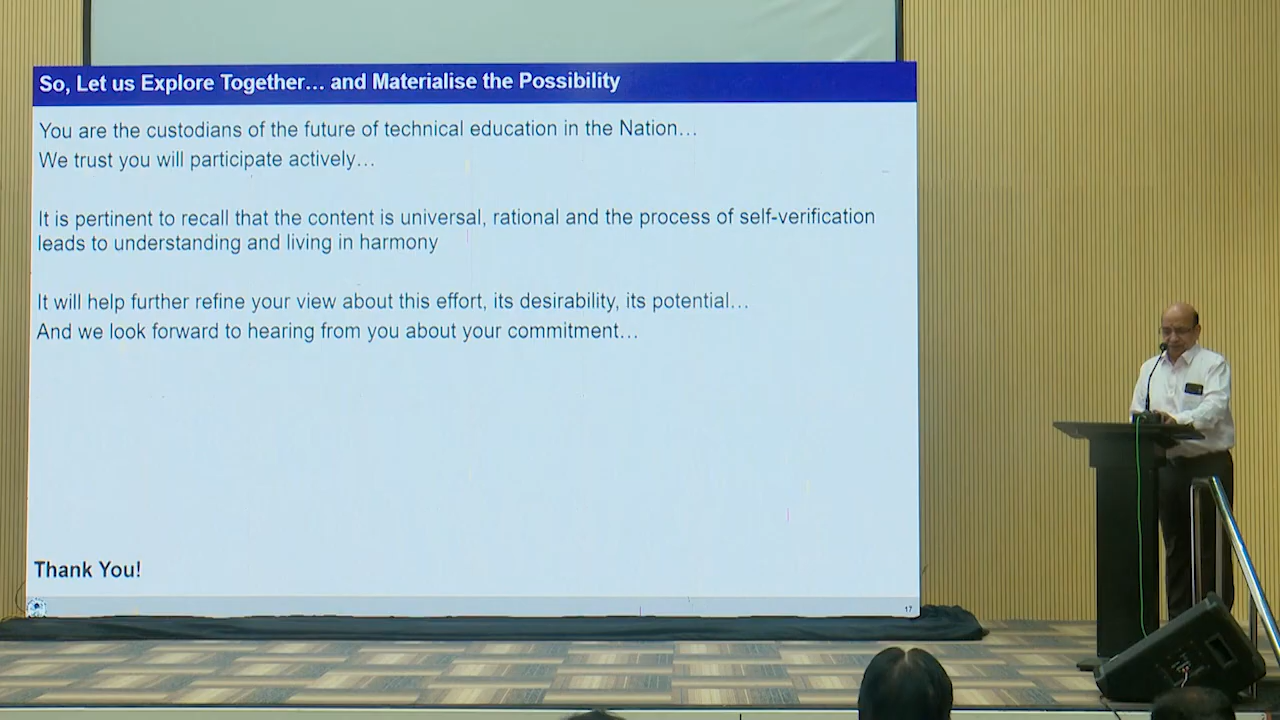 So, Let us Explore Together… and Materialise the Possibility
You are the custodians of the future of technical education in the Nation…
We trust you will participate actively…
It is pertinent to recall that the content is universal, rational and the process of self-verification
leads to understanding and living in harmony
It will help further refine your view about this effort, its desirability, its potential…
And we look forward to hearing from you about your commitment…
Thank You!
17